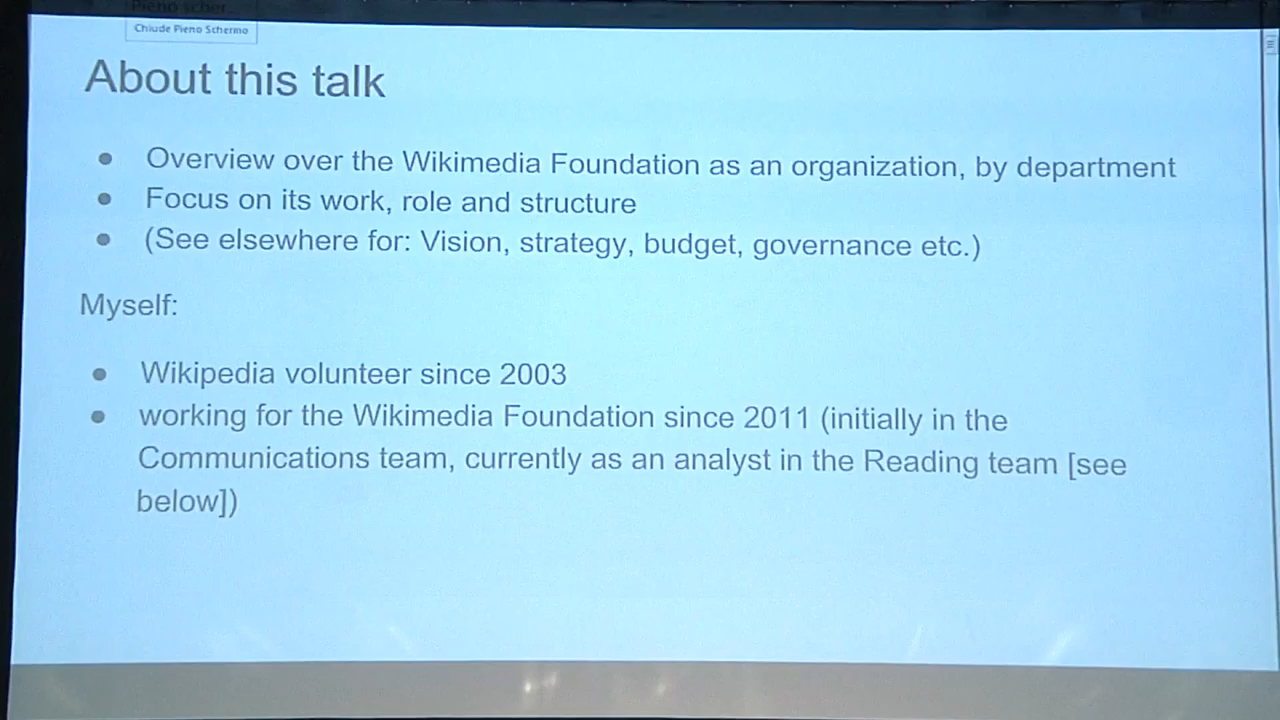 Pieno scher
Chiude Pieno Schermo
About this talk
● Overview over the Wikimedia Foundation as an organization, by department
● Focus on its work, role and structure
● (See elsewhere for: Vision, strategy, budget, governance etc.)
Myself:
● Wikipedia volunteer since 2003
● working for the Wikimedia Foundation since 2011 (initially in the
Communications team, currently as an analyst in the Reading team [see
below])